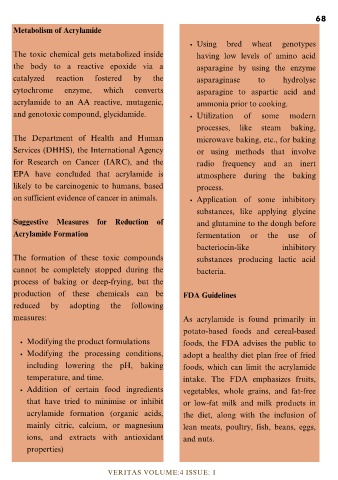 68
Metabolism of Acrylamide
The toxic chemical gets metabolized inside
the body to a reactive epoxide via a
catalyzed reaction fostered by the
cytochrome enzyme, which converts
acrylamide to an AA reactive, mutagenic,
and genotoxic compound, glycidamide.
The Department of Health and Human
Services (DHHS), the International Agency
for Research on Cancer (IARC), and the
EPA have concluded that acrylamide is
likely to be carcinogenic to humans, based
on sufficient evidence of cancer in animals.
Suggestive Measures for Reduction of
Acrylamide Formation
The formation of these toxic compounds
cannot be completely stopped during the
process of baking or deep-frying, but the
production of these chemicals can be
reduced by adopting the following
measures:
• Modifying the product formulations
• Modifying the processing conditions,
including lowering the pH, baking
temperature, and time.
• Addition of certain food ingredients
that have tried to minimise or inhibit
acrylamide formation (organic acids,
mainly citric, calcium, or magnesium
ions, and extracts with antioxidant
properties)
• Using bred wheat genotypes
having low levels of amino acid
asparagine by using the enzyme
asparaginase to hydrolyse
asparagine to aspartic acid and
ammonia prior to cooking.
• Utilization of some modern
processes, like steam baking,
microwave baking, etc., for baking
or using methods that involve
radio frequency and an inert
atmosphere during the baking
process.
• Application of some inhibitory
substances, like applying glycine
and glutamine to the dough before
fermentation or the use of
bacteriocin-like inhibitory
substances producing lactic acid
bacteria.
FDA Guidelines
As acrylamide is found primarily in
potato-based foods and cereal-based
foods, the FDA advises the public to
adopt a healthy diet plan free of fried
foods, which can limit the acrylamide
intake. The FDA emphasizes fruits,
vegetables, whole grains, and fat-free
or low-fat milk and milk products in
the diet, along with the inclusion of
lean meats, poultry, fish, beans, eggs,
and nuts.
VERITAS VOLUME:4 ISSUE: 1